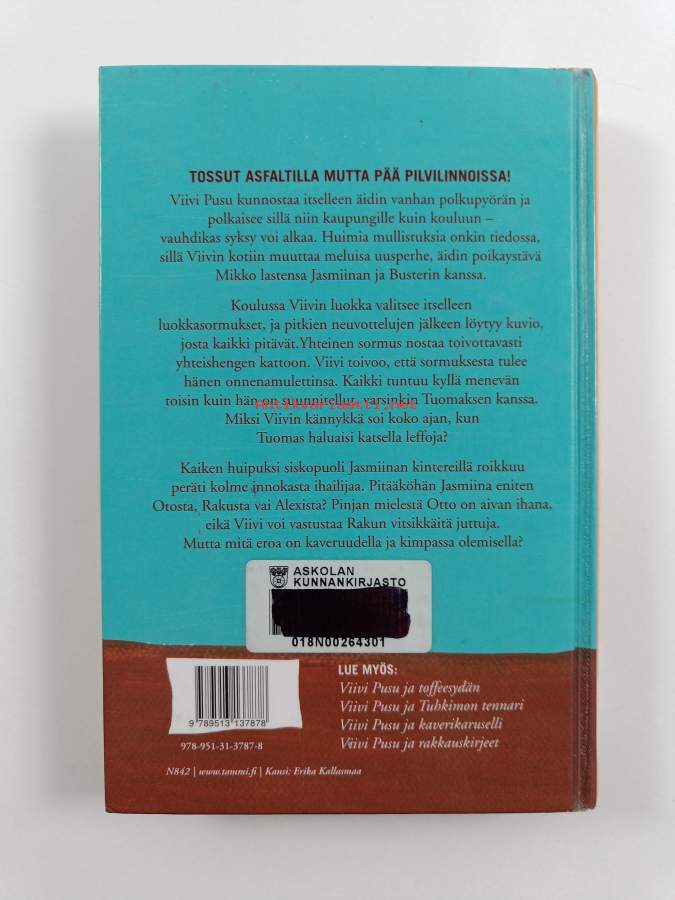 TOSSUT ASFALTILLA MUTTA PÄÄ PILVILINNOISSA!
Viivi Pusu kunnostaa itselleen äidin vanhan polkupyörän ja
polkaisee sillä niin kaupungille kuin kouluun –
vauhdikas syksy voi alkaa. Huimia mullistuksia onkin tiedossa,
sillä Viivin kotiin muuttaa meluisa uusperhe, äidin poikaystävä
Mikko lastensa Jasmiinan ja Busterin kanssa.
Koulussa Viivin luokka valitsee itselleen
luokkasormukset, ja pitkien neuvottelujen jälkeen löytyy kuvio,
josta kaikki pitävät.Yhteinen sormus nostaa toivottavasti
yhteishengen kattoon. Viivi toivoo, että sormuksesta tulee
hänen onnenamulettinsa. Kaikki tuntuu kyllä menevän
toisin kuin hän on suunnitellut, varsinkin Tuomaksen kanssa.
antikvariaatti.net
Miksi Viivin kännykkä soi koko ajan, kun
Tuomas haluaisi katsella leffoja?
Kaiken huipuksi siskopuoli Jasmiinan kintereillä roikkuu
peräti kolme innokasta ihailijaa. Pitääköhän Jasmiina eniten
Otosta, Rakusta vai Alexista? Pinjan mielestä Otto on aivan ihana,
eikä Viivi voi vastustaa Rakun vitsikkäitä juttuja.
Mutta mitä eroa on kaveruudella ja kimpassa olemisella?
ASKOLAN
KUNNANKIRJASTO
018N00264301
9 789513 137878
978-951-31-3787-8
LUE MYÖS:
Viivi Pusu ja toffeesydän
Viivi Pusu ja Tuhkimon tennari
Viivi Pusu ja kaverikaruselli
Viivi Pusu ja rakkauskirjeet
N842 | www.tammi.fi | Kansi: Erika Kallasmaa